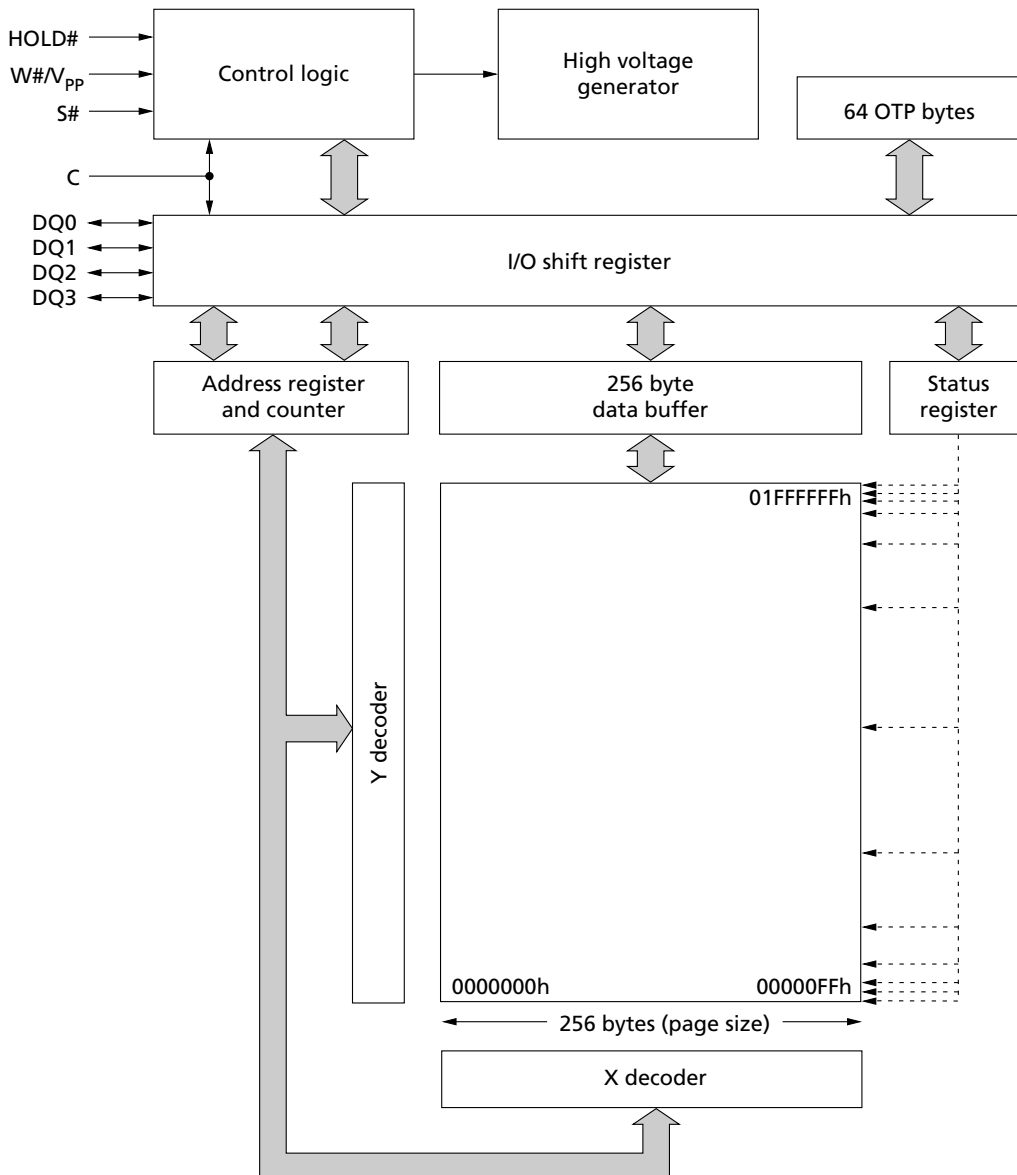 HOLD#
W#/VPP
S#
Control logic
High voltage
generator
64 OTP bytes
C
DQ0
DQ1
DQ2
DQ3
I/O shift register
Address register
and counter
256 byte
data buffer
Status
register
01FFFFFFh
Y decoder
0000000h
00000FFh
256 bytes (page size)
X decoder